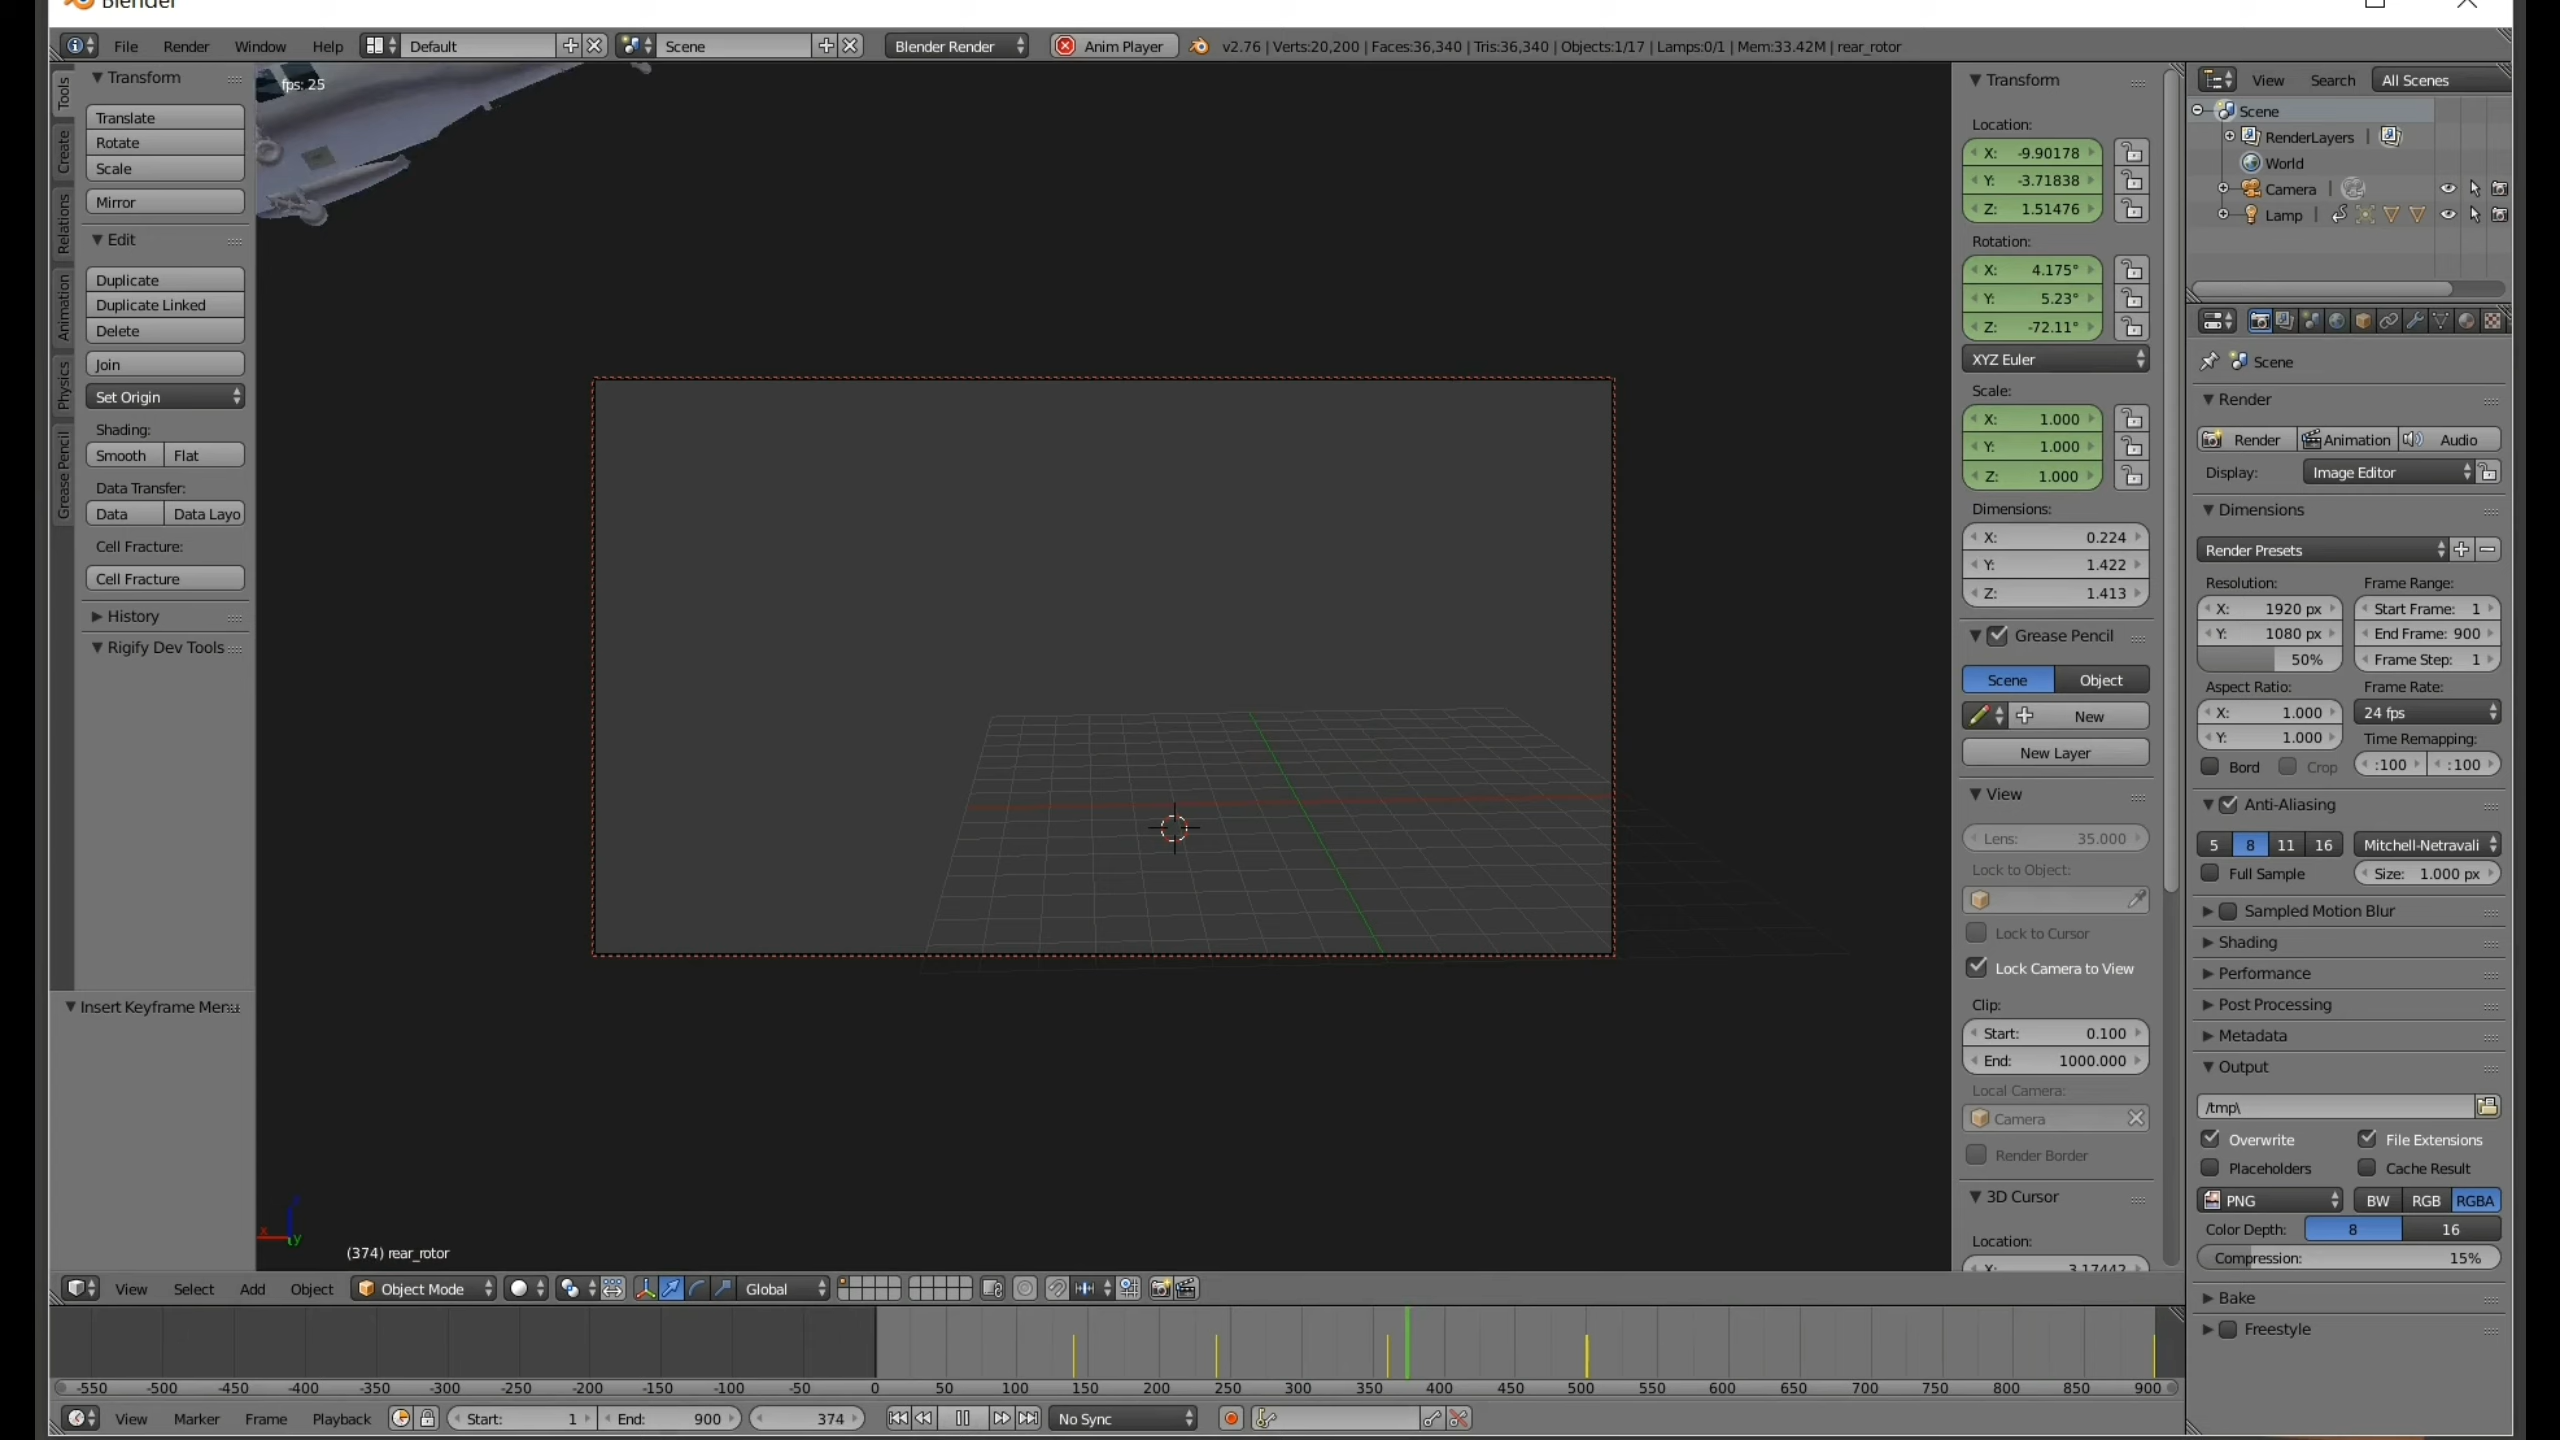 Blender
File Render Window Help Default Scene Blender Render Anim Player v2.76 | Verts:20,200 | Faces:36,340 | Tris:36,340 | Objects:1/17 | Lamps:0/1 | Mem:33.42M | rear_rotor
Tools
Create
Relations
Animation
Physics
Grease Pencil
Transform
Translate
Rotate
Scale
Mirror
Edit
Duplicate
Duplicate Linked
Delete
Join
Set Origin
Shading:
Smooth Flat
Data Transfer:
Data Data Layo
Cell Fracture:
Cell Fracture
History
Rigify Dev Tools
Insert Keyframe Menu
fps: 25
x
y
(374) rear_rotor
Transform
Location:
X: -9.90178
Y: -3.71838
Z: 1.51476
Rotation:
X: 4.175°
Y: 5.23°
Z: -72.11°
XYZ Euler
Scale:
X: 1.000
Y: 1.000
Z: 1.000
Dimensions:
X: 0.224
Y: 1.422
Z: 1.413
Grease Pencil
Scene Object
New
New Layer
View
Lens: 35.000
Lock to Object:
Lock to Cursor
Lock Camera to View
Clip:
Start: 0.100
End: 1000.000
Local Camera:
Camera
Render Border
3D Cursor
Location:
X: 3.17442
View Search All Scenes
Scene
RenderLayers |
World
Camera |
Lamp |
Scene
Render
Render Animation Audio
Display: Image Editor
Dimensions
Render Presets
Resolution: Frame Range:
X: 1920 px Start Frame: 1
Y: 1080 px End Frame: 900
50% Frame Step: 1
Aspect Ratio: Frame Rate:
X: 1.000 24 fps
Y: 1.000 Time Remapping:
Bord Crop :100 :100
Anti-Aliasing
5 8 11 16 Mitchell-Netravali
Full Sample Size: 1.000 px
Sampled Motion Blur
Shading
Performance
Post Processing
Metadata
Output
/tmp\
Overwrite File Extensions
Placeholders Cache Result
PNG BW RGB RGBA
Color Depth: 8 16
Compression: 15%
Bake
Freestyle
View Select Add Object Object Mode Global
-550 -500 -450 -400 -350 -300 -250 -200 -150 -100 -50 0 50 100 150 200 250 300 350 400 450 500 550 600 650 700 750 800 850 900
View Marker Frame Playback Start: 1 End: 900 374 No Sync